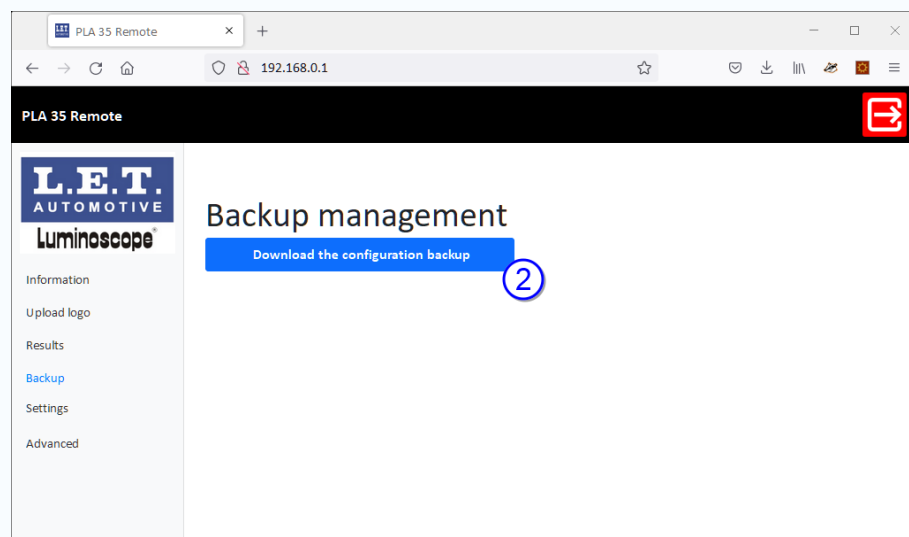 PLA 35 Remote
192.168.0.1
PLA 35 Remote
L.E.T.
AUTOMOTIVE
Luminoscope®
Backup management
Download the configuration backup
2
Information
Upload logo
Results
Backup
Settings
Advanced